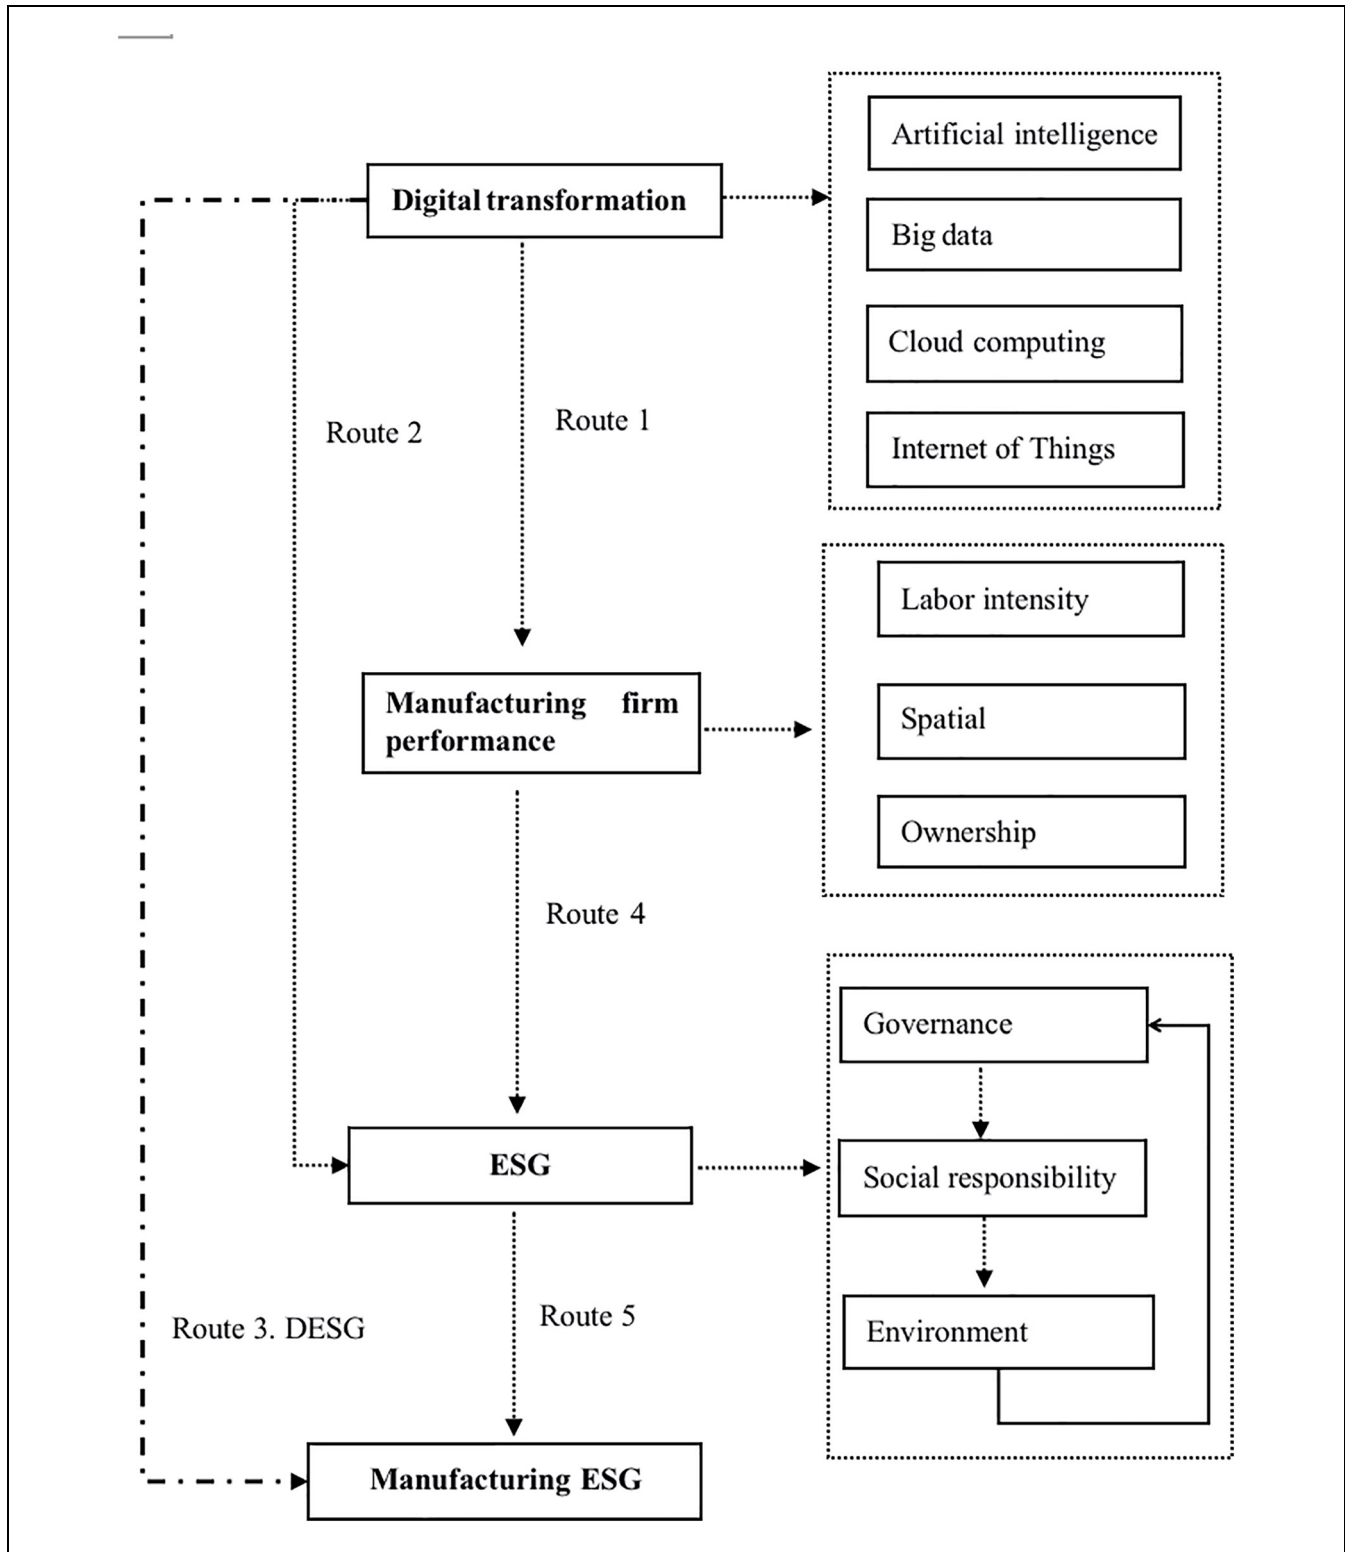 Artificial intelligence
Digital transformation
Big data
Cloud computing
Route 1
Route 2
Internet of Things
Labor intensity
Manufacturing firm
performance
Spatial
Ownership
Route 4
Governance
ESG
Social responsibility
Route 5
Route 3. DESG
Environment
Manufacturing ESG